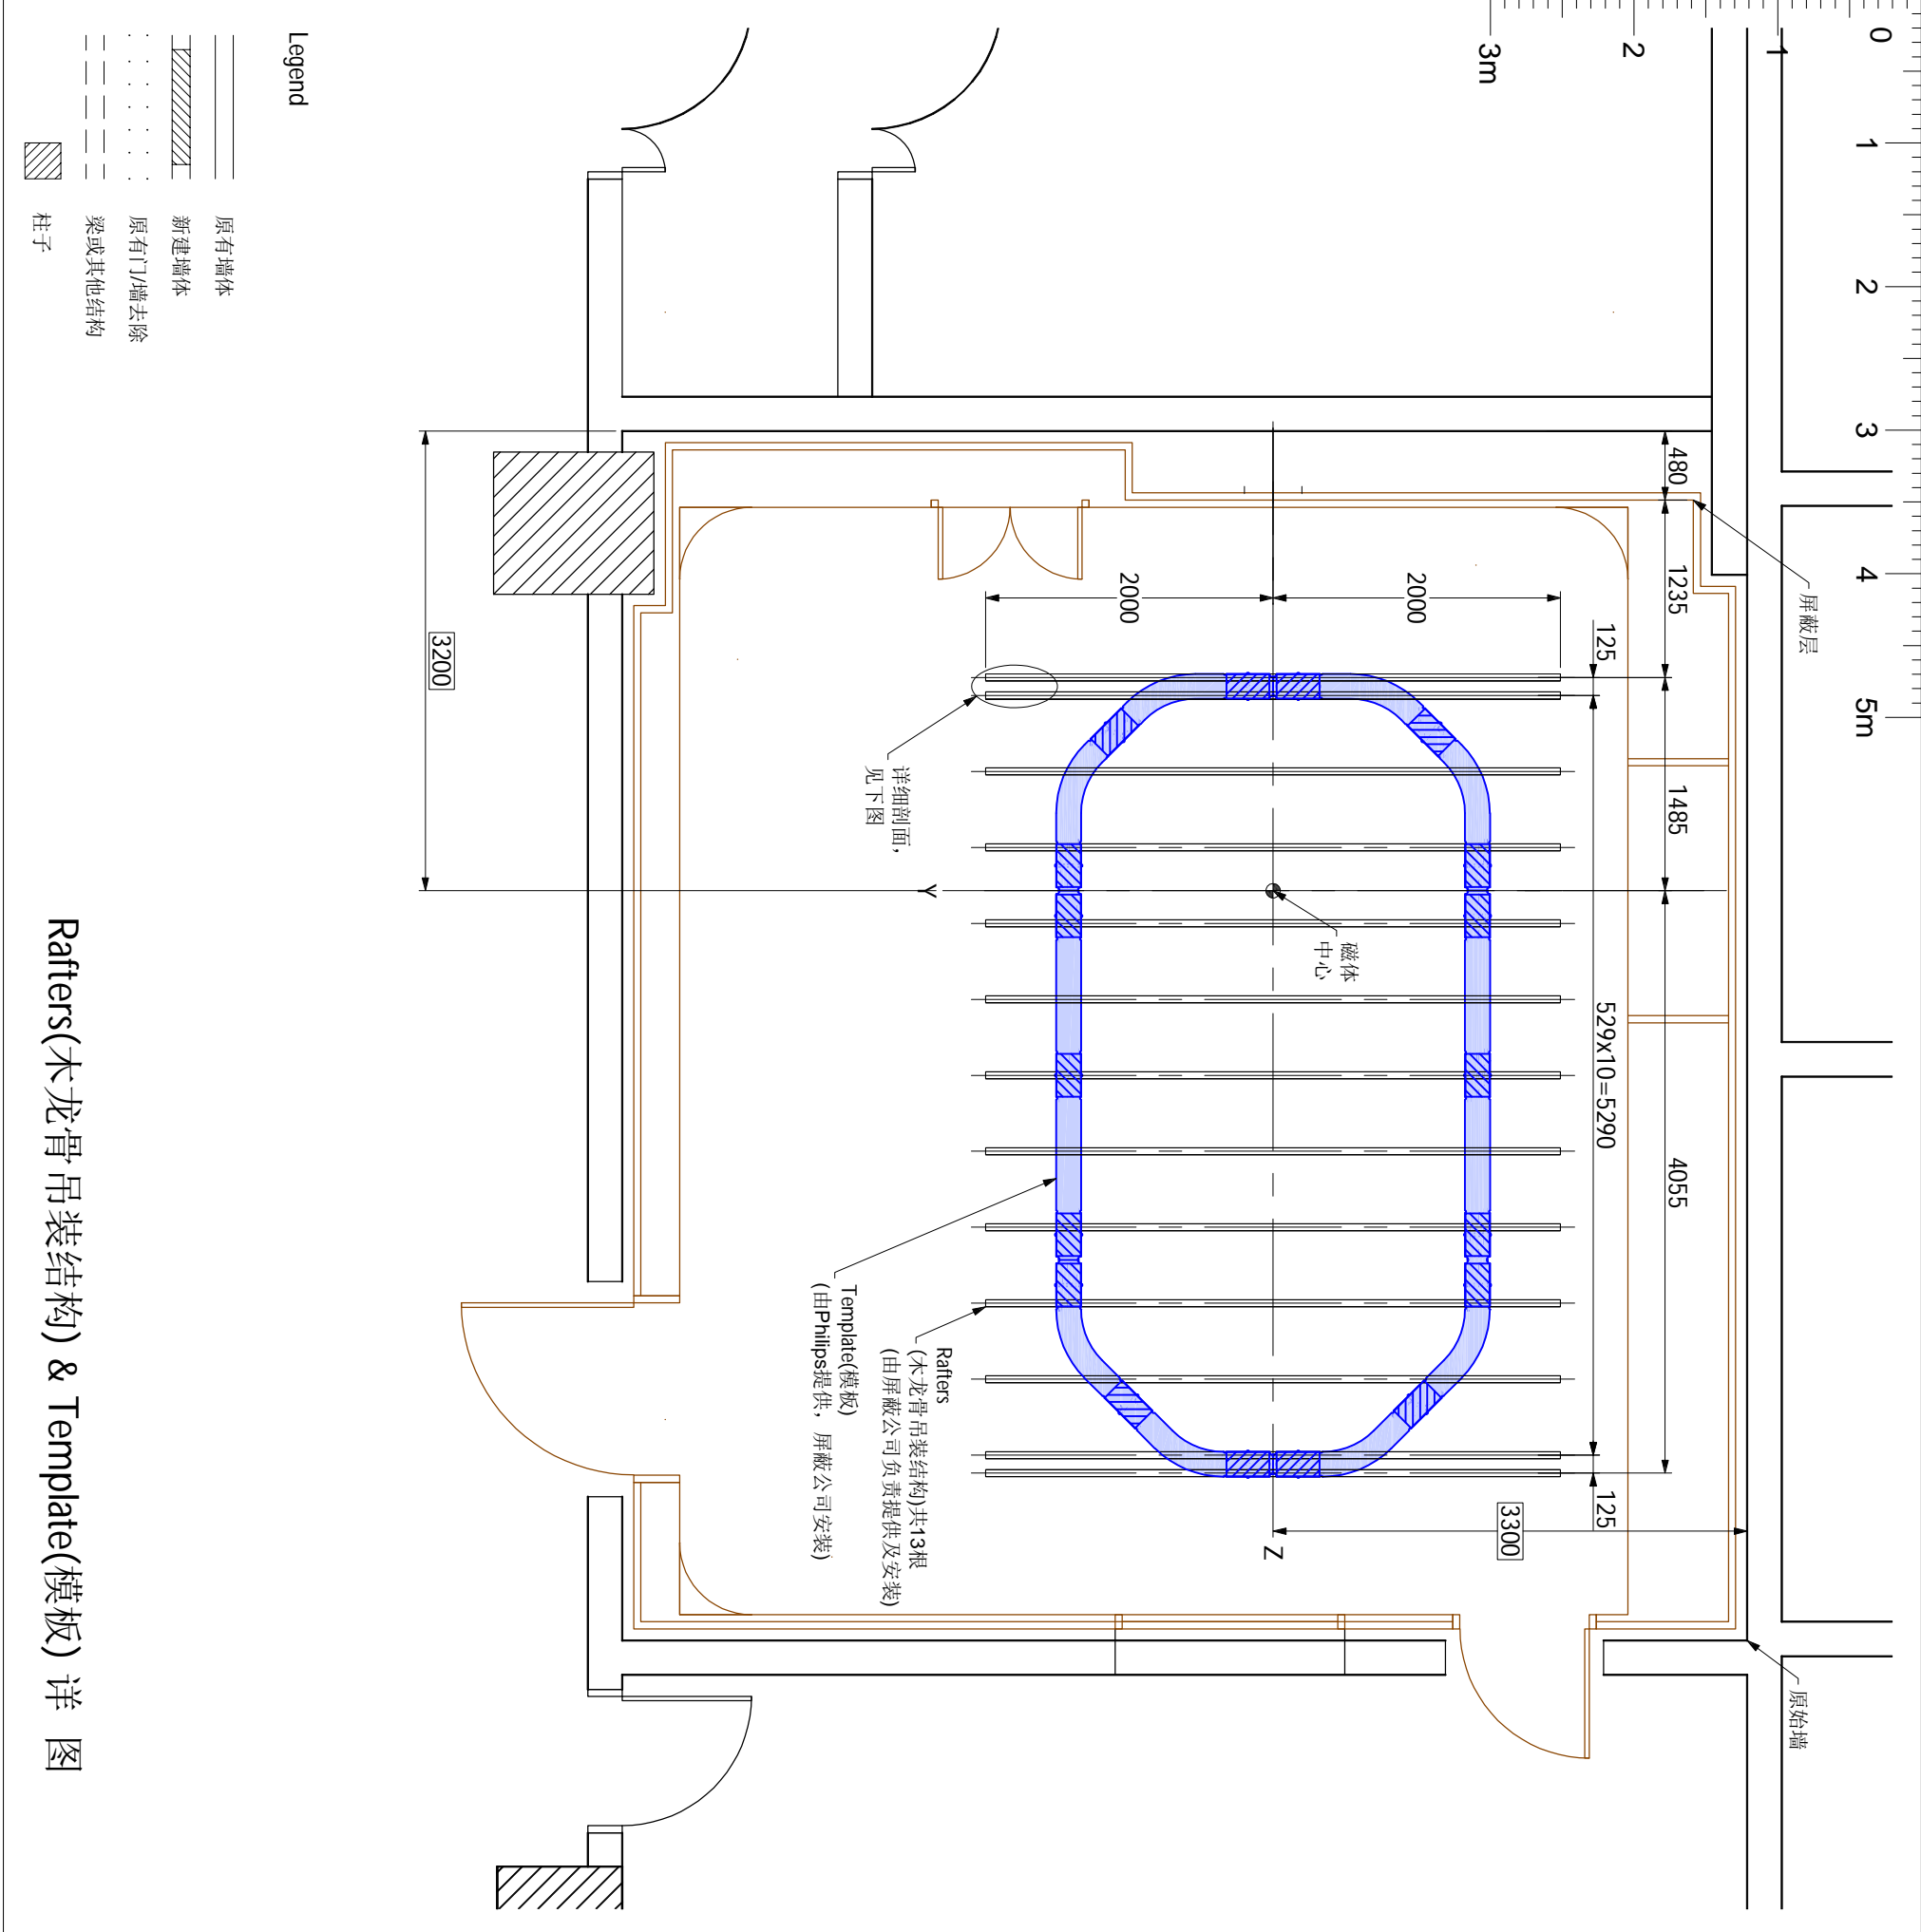 0
1
2
3
4
5m
1
2
3m
480
1235
1485
4055
屏蔽层
原始墙
125
529x10=5290
125
3300
2000
2000
磁体
中心
Z
Y
详细剖面,
见下图
Rafters
(木龙骨吊装结构)共13根
(由屏蔽公司负责提供及安装)
Template(模板)
(由Philips提供，屏蔽公司安装)
3200
Legend
原有墙体
新建墙体
原有门/墙去除
梁或其他结构
柱子
Rafters(木龙骨吊装结构) & Template(模板) 详 图